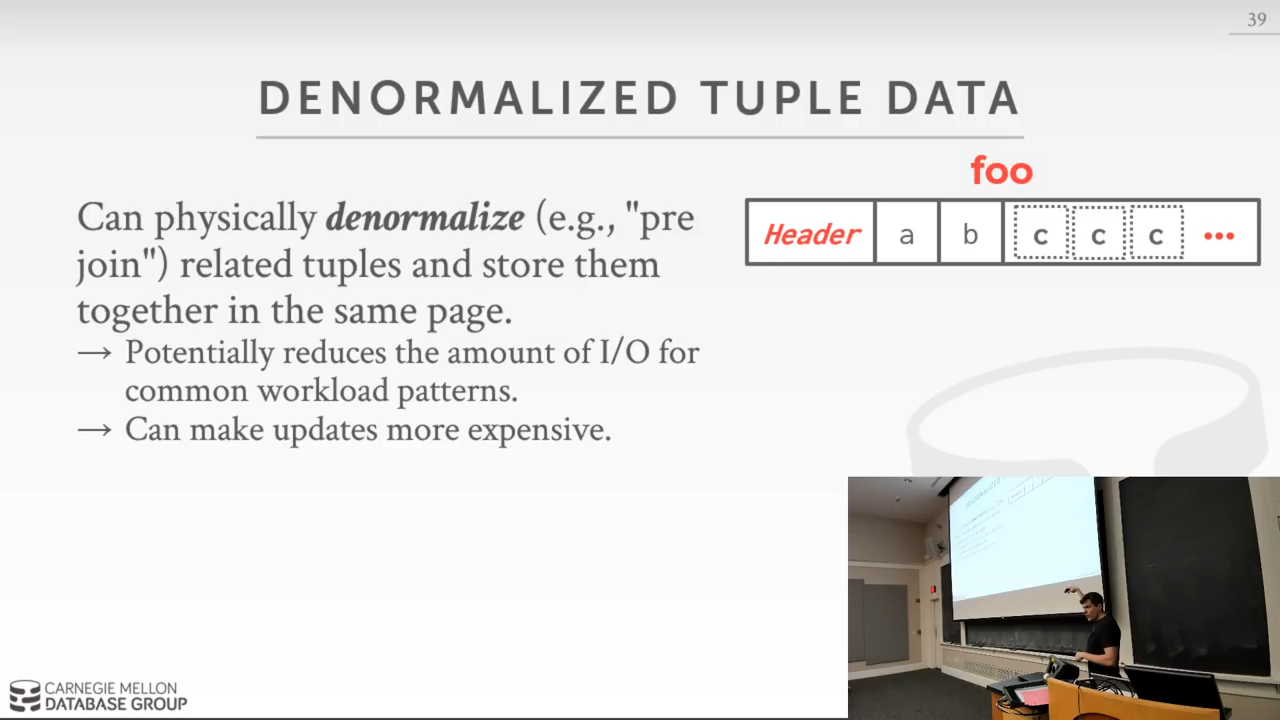 39
DENORMALIZED TUPLE DATA
Can physically denormalize (e.g., "pre
join") related tuples and store them
together in the same page.
→ Potentially reduces the amount of I/O for
common workload patterns.
→ Can make updates more expensive.
foo
Header a b c c c •••
CARNEGIE MELLON
DATABASE GROUP